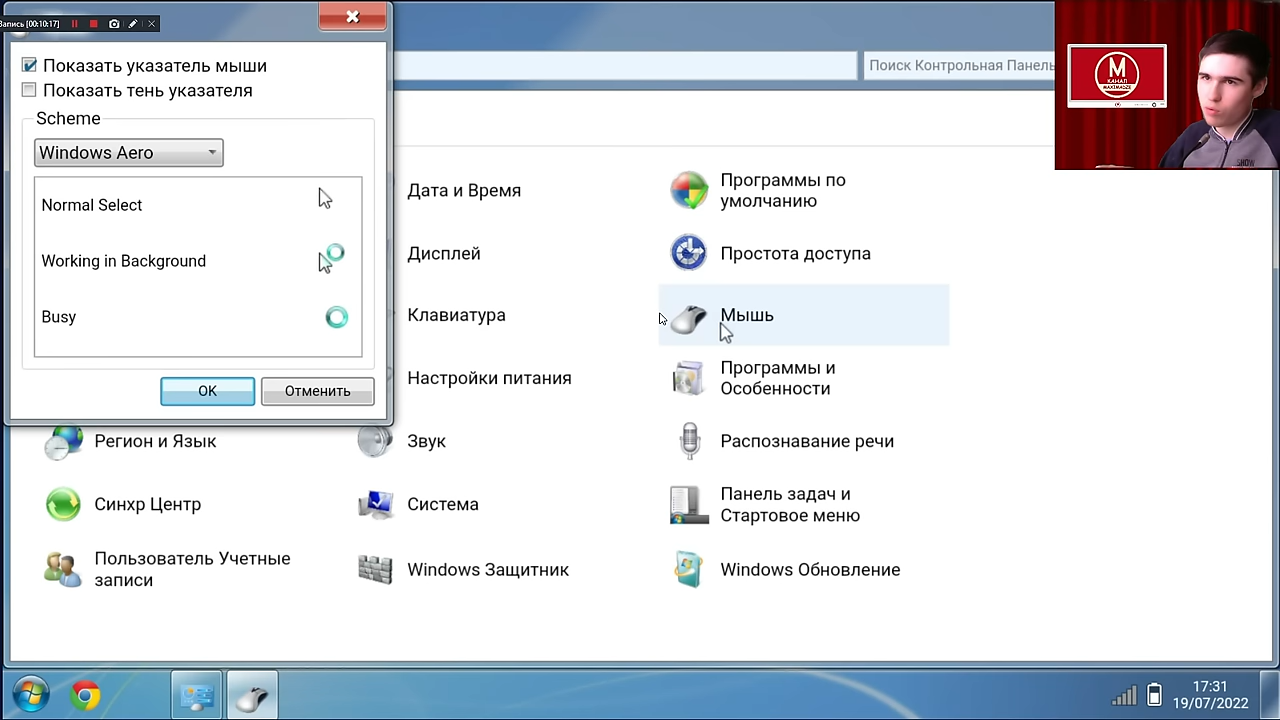 Запись [00:10:17]
Показать указатель мыши
Показать тень указателя
Scheme
Windows Aero
Normal Select
Working in Background
Busy
OK
Отменить
Поиск Контрольная Панель
М
КАНАЛ
MAXIMADZE
SHOW
Дата и Время
Программы по
умолчанию
Дисплей
Простота доступа
Клавиатура
Мышь
Настройки питания
Программы и
Особенности
Регион и Язык
Звук
Распознавание речи
Синхр Центр
Система
Панель задач и
Стартовое меню
Пользователь Учетные
записи
Windows Защитник
Windows Обновление
17:31
19/07/2022